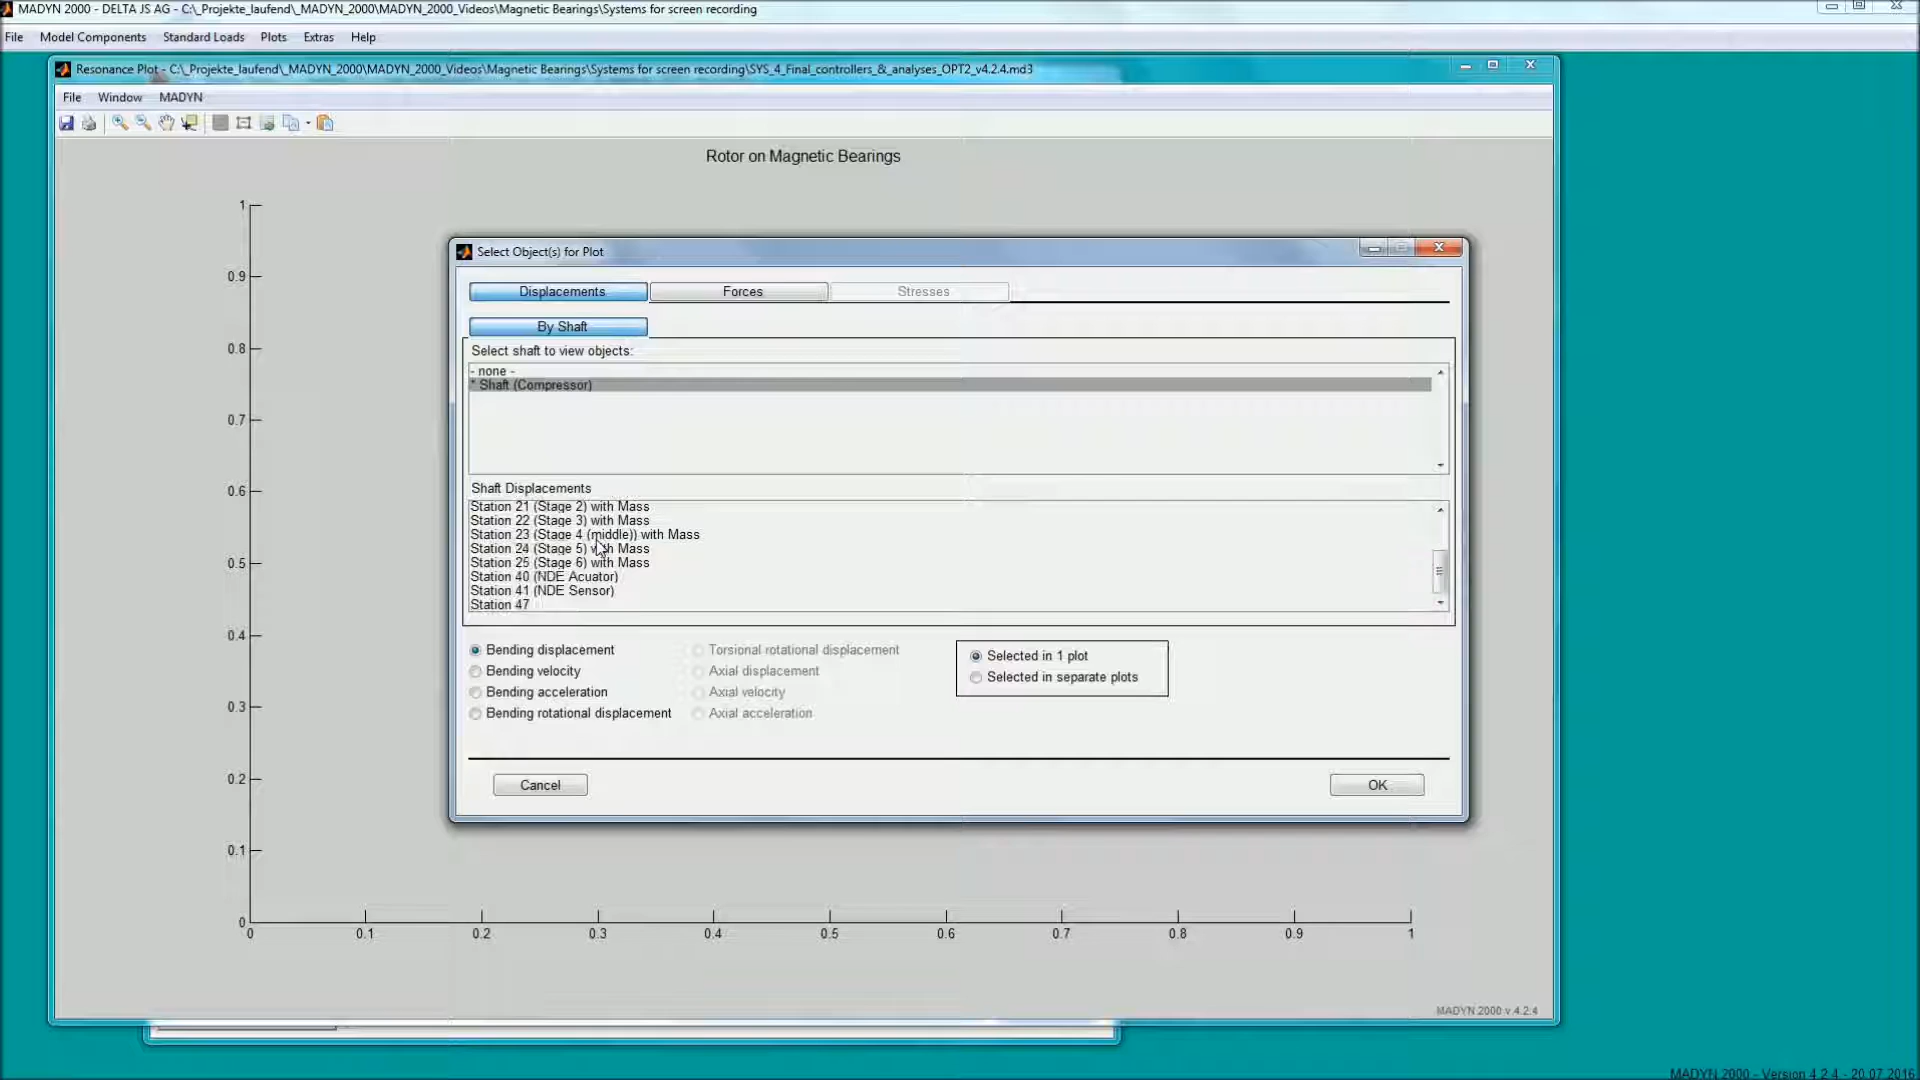 MADYN 2000 - DELTA JS AG - C:\_Projekte_laufend\_MADYN_2000\MADYN_2000_Videos\Magnetic Bearings\Systems for screen recording
File Model Components Standard Loads Plots Extras Help
Resonance Plot - C:\_Projekte_laufend\_MADYN_2000\MADYN_2000_Videos\Magnetic Bearings\Systems for screen recording\SYS_4_Final_controllers_&_analyses_OPT2_v4.2.4.md3
File Window MADYN
Rotor on Magnetic Bearings
1
0.9
0.8
0.7
0.6
0.5
0.4
0.3
0.2
0.1
0
Select Object(s) for Plot
Displacements Forces Stresses
By Shaft
Select shaft to view objects:
- none -
* Shaft (Compressor)
Shaft Displacements
Station 21 (Stage 2) with Mass
Station 22 (Stage 3) with Mass
Station 23 (Stage 4 (middle)) with Mass
Station 24 (Stage 5) with Mass
Station 25 (Stage 6) with Mass
Station 40 (NDE Acuator)
Station 41 (NDE Sensor)
Station 47
Bending displacement Torsional rotational displacement Selected in 1 plot
Bending velocity Axial displacement Selected in separate plots
Bending acceleration Axial velocity
Bending rotational displacement Axial acceleration
Cancel OK
0 0.1 0.2 0.3 0.4 0.5 0.6 0.7 0.8 0.9 1
MADYN 2000 v.4.2.4
MADYN 2000 - Version 4.2.4 - 20.07.2016